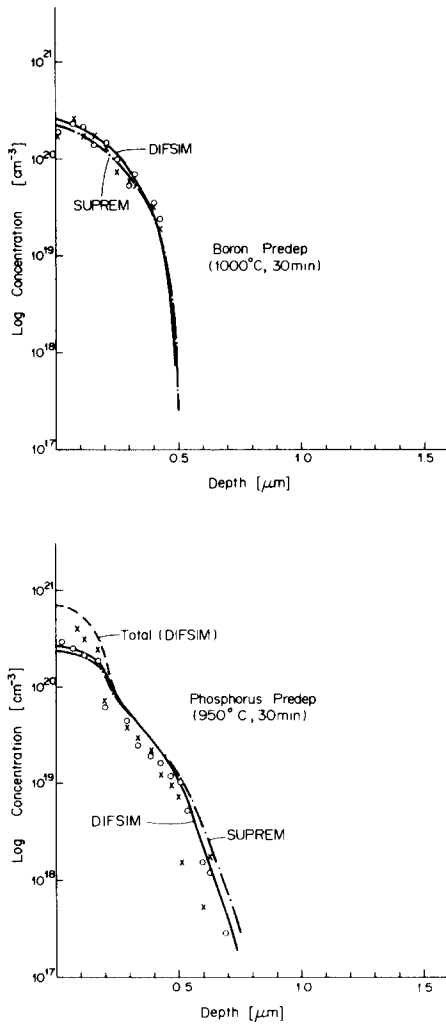 10²¹
10²⁰
10¹⁹
10¹⁸
10¹⁷
Log Concentration [cm⁻³]
DIFSIM
SUPREM
Boron Predep
(1000°C, 30min)
0.5
1.0
1.5
Depth [μm]
10²¹
10²⁰
10¹⁹
10¹⁸
10¹⁷
Log Concentration [cm⁻³]
Total (DIFSIM)
Phosphorus Predep
(950°C, 30min)
DIFSIM
SUPREM
0.5
1.0
1.5
Depth [μm]